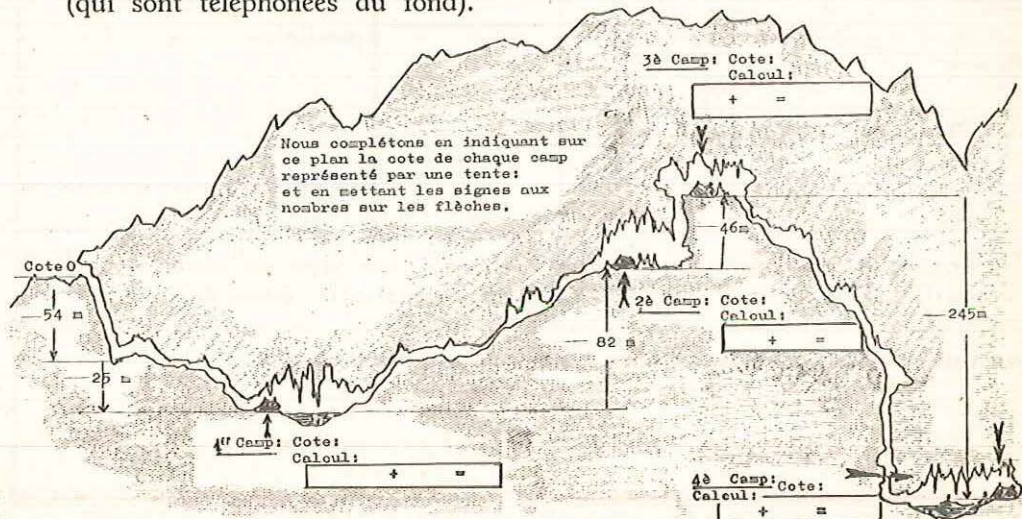 (qui sont téléphonées du fond).
3è Camp: Cote:
Calcul:
+ =
Nous complétons en indiquant sur
ce plan la cote de chaque camp
représenté par une tente:
et en mettant les signes aux
nombres sur les flèches.
Cote 0
54 m
25 m
46m
2è Camp: Cote:
Calcul:
+ =
82 m
245m
1er Camp: Cote:
Calcul:
+ =
4è Camp: Cote:
Calcul:
+ =